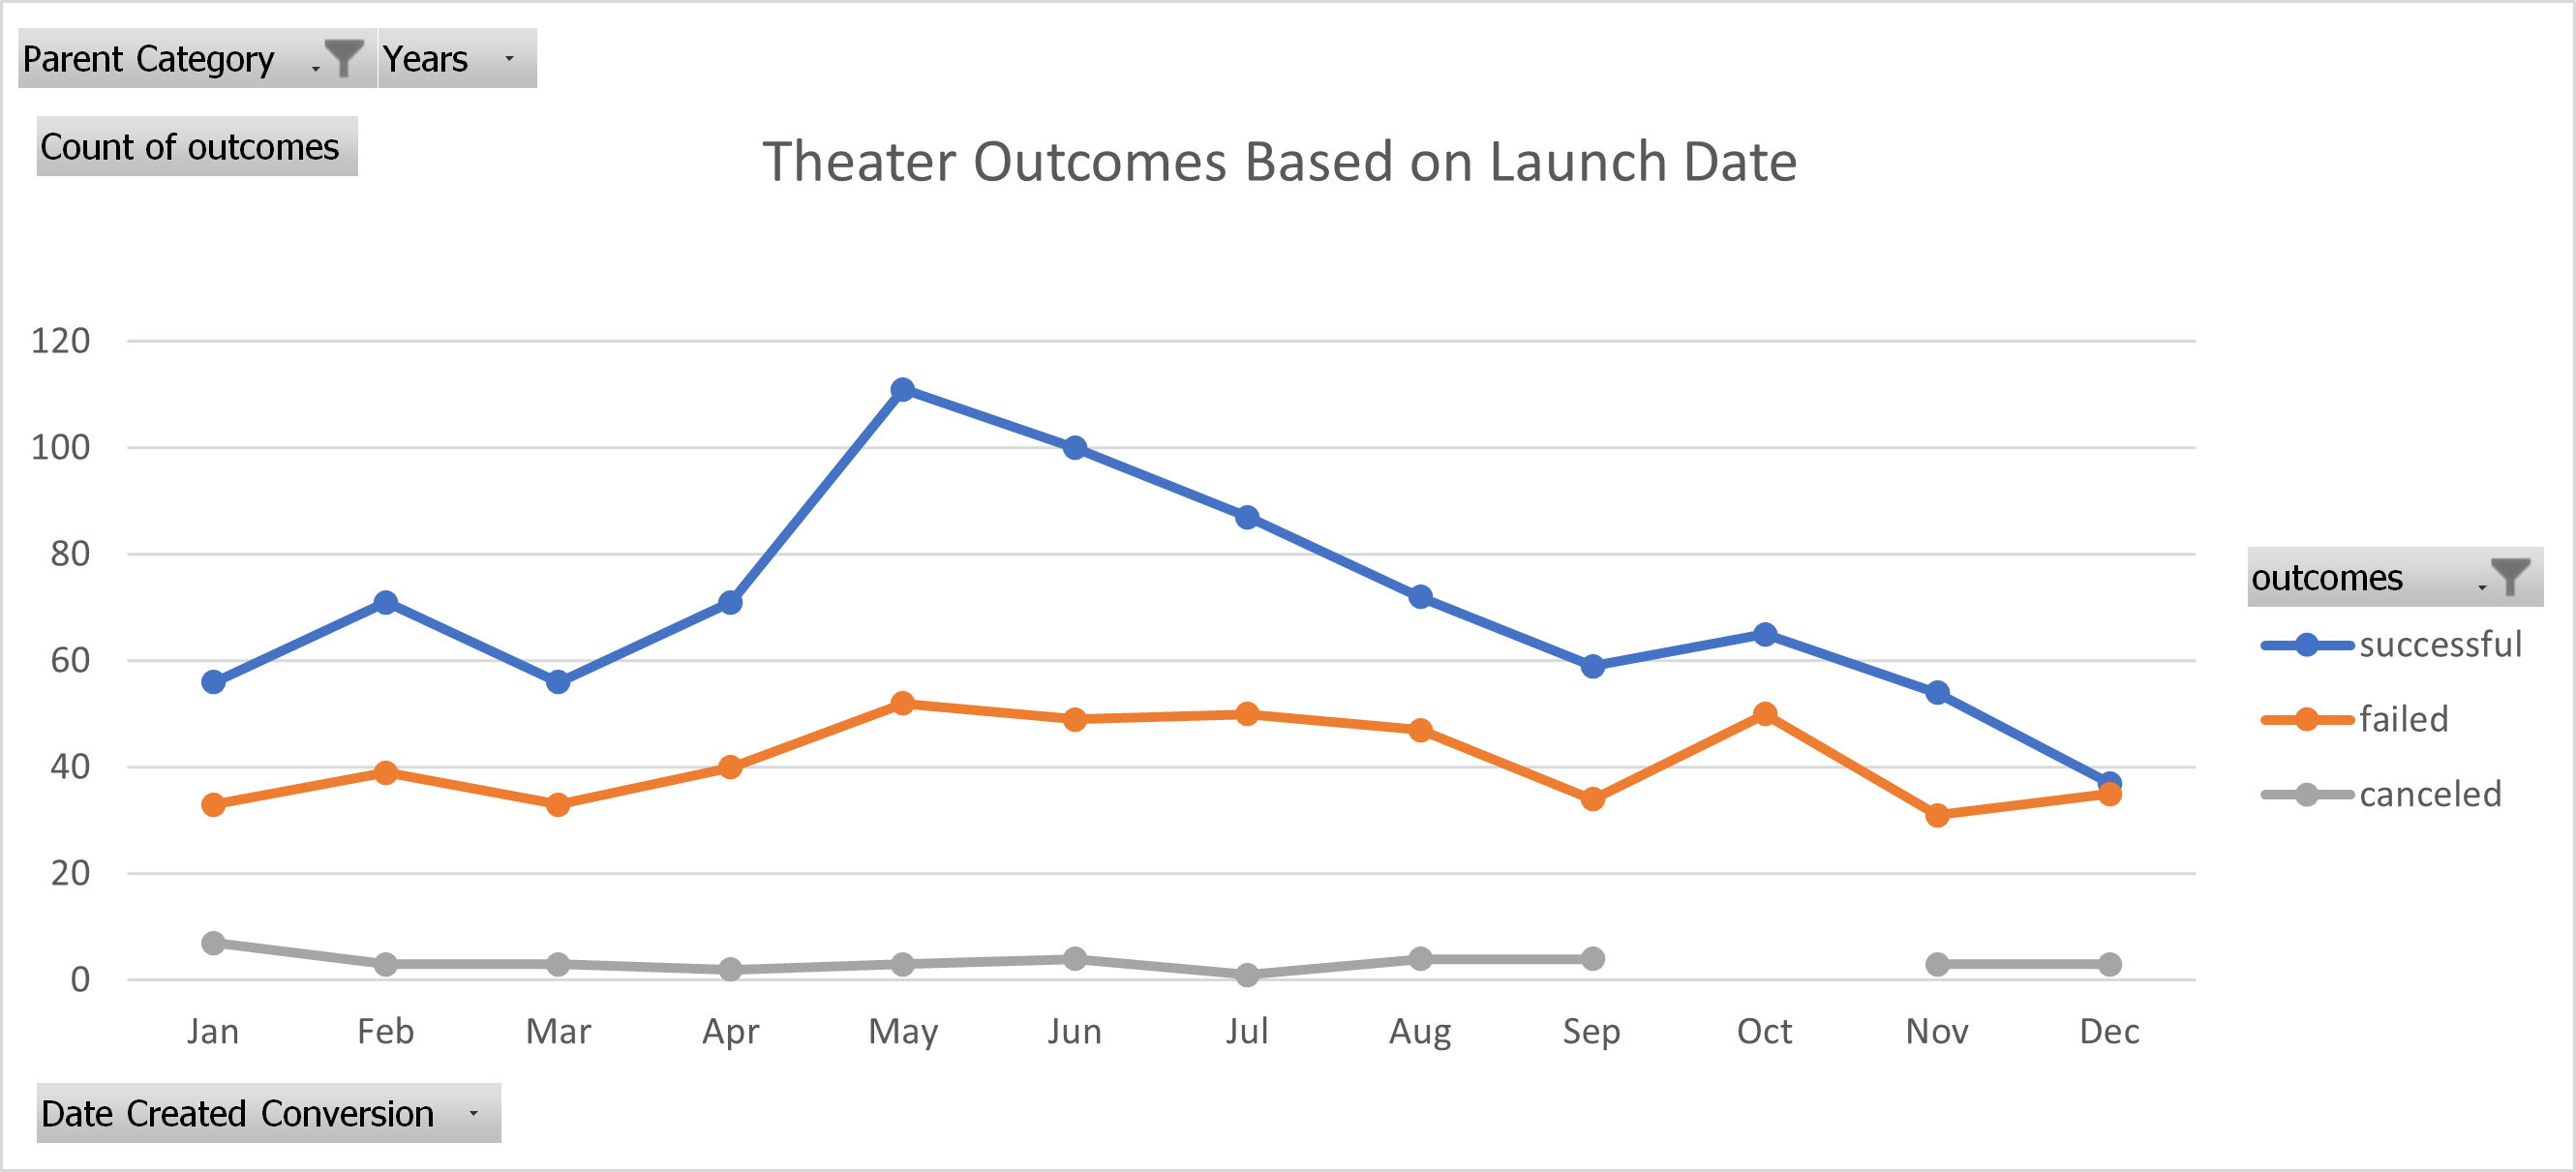 Parent Category Years
Count of outcomes
Theater Outcomes Based on Launch Date
120
100
80
60
40
20
0
Jan Feb Mar Apr May Jun Jul Aug Sep Oct Nov Dec
outcomes
successful
failed
canceled
Date Created Conversion